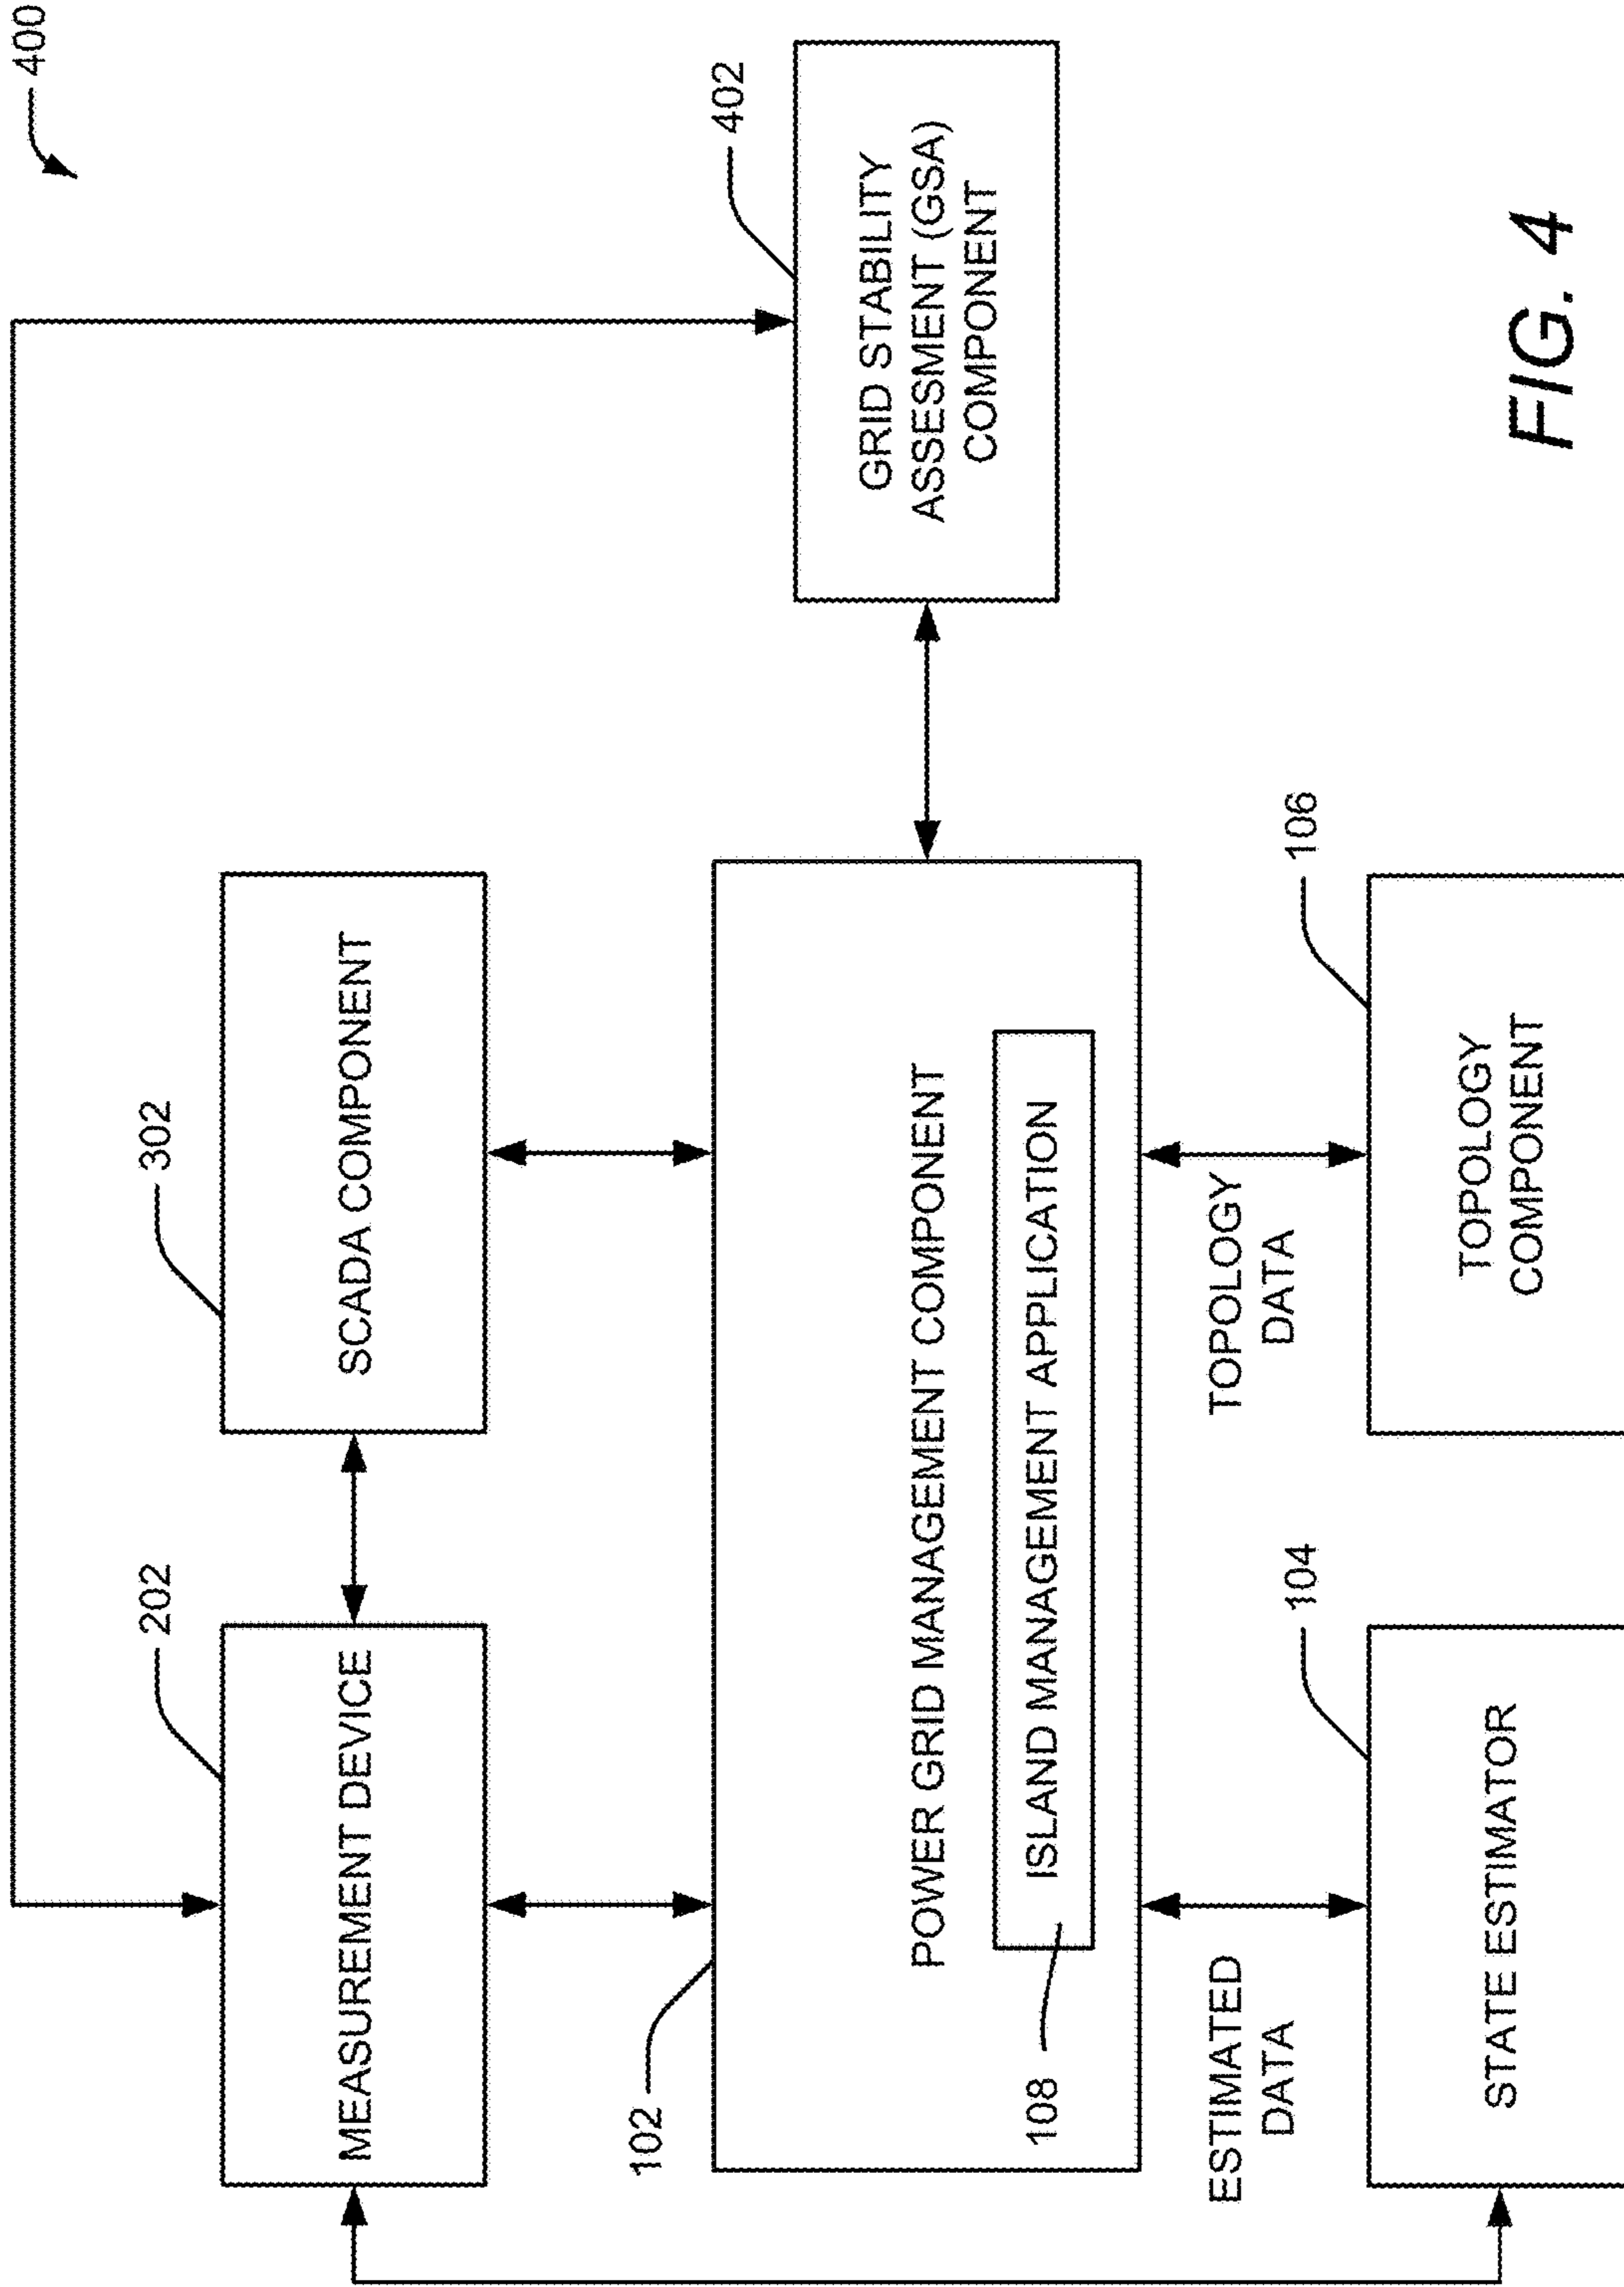 400
202
MEASUREMENT DEVICE
302
SCADA COMPONENT
102
POWER GRID MANAGEMENT COMPONENT
108
ISLAND MANAGEMENT APPLICATION
402
GRID STABILITY
ASSESMENT (GSA)
COMPONENT
ESTIMATED
DATA
TOPOLOGY
DATA
104
STATE ESTIMATOR
106
TOPOLOGY
COMPONENT
FIG. 4